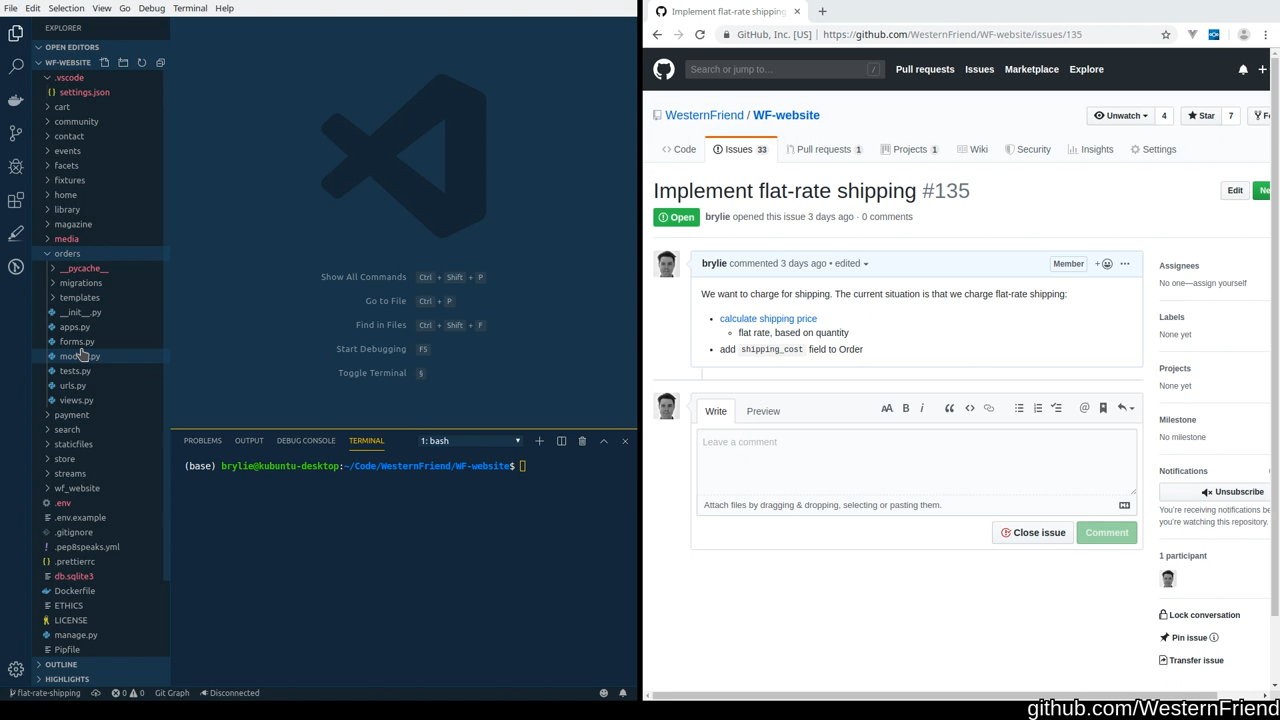 File Edit Selection View Go Debug Terminal Help
EXPLORER
OPEN EDITORS
WF-WEBSITE
.vscode
settings.json
cart
community
contact
events
facets
fixtures
home
library
magazine
media
orders
__pycache__
migrations
templates
__init__.py
apps.py
forms.py
tests.py
urls.py
views.py
payment
search
staticfiles
store
streams
wf_website
.env
.env.example
.gitignore
.pep8speaks.yml
.prettierrc
db.sqlite3
Dockerfile
ETHICS
LICENSE
manage.py
Pipfile
OUTLINE
HIGHLIGHTS
Show All Commands Ctrl + Shift + P
Go to File Ctrl + P
Find in Files Ctrl + Shift + F
Start Debugging F5
Toggle Terminal §
PROBLEMS OUTPUT DEBUG CONSOLE TERMINAL 1: bash
(base) brylie@kubuntu-desktop:~/Code/WesternFriend/WF-website$
flat-rate-shipping 0 0 Git Graph Disconnected
Implement flat-rate shipping
GitHub, Inc. [US] https://github.com/WesternFriend/WF-website/issues/135
Search or jump to… / Pull requests Issues Marketplace Explore
WesternFriend / WF-website Unwatch 4 Star 7
Code Issues 33 Pull requests 1 Projects 1 Wiki Security Insights Settings
Implement flat-rate shipping #135 Edit Ne
Open brylie opened this issue 3 days ago · 0 comments
brylie commented 3 days ago • edited Member
We want to charge for shipping. The current situation is that we charge flat-rate shipping:
calculate shipping price
flat rate, based on quantity
add shipping_cost field to Order
Write Preview
Leave a comment
Attach files by dragging & dropping, selecting or pasting them.
Close issue Comment
Assignees
No one—assign yourself
Labels
None yet
Projects
None yet
Milestone
No milestone
Notifications
Unsubscribe
You're receiving notifications be
you're watching this repository.
1 participant
Lock conversation
Pin issue
Transfer issue
github.com/WesternFriend